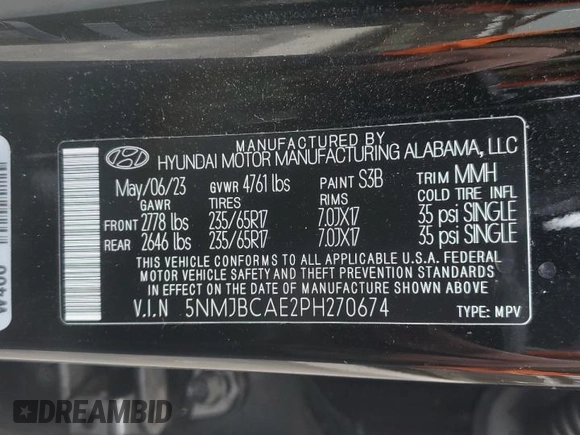 MANUFACTURED BY
HYUNDAI MOTOR MANUFACTURING ALABAMA, LLC
May/06/23 GVWR 4761 lbs PAINT S3B TRIM MMH
GAWR TIRES RIMS COLD TIRE INFL
FRONT 2778 lbs 235/65R17 7.0JX17 35 psi SINGLE
REAR 2646 lbs 235/65R17 7.0JX17 35 psi SINGLE
THIS VEHICLE CONFORMS TO ALL APPLICABLE U.S.A. FEDERAL
MOTOR VEHICLE SAFETY AND THEFT PREVENTION STANDARDS
IN EFFECT ON THE DATE OF MANUFACTURE SHOWN ABOVE
V.I.N 5NMJBCAE2PH270674 TYPE: MPV
W400
DREAMBID